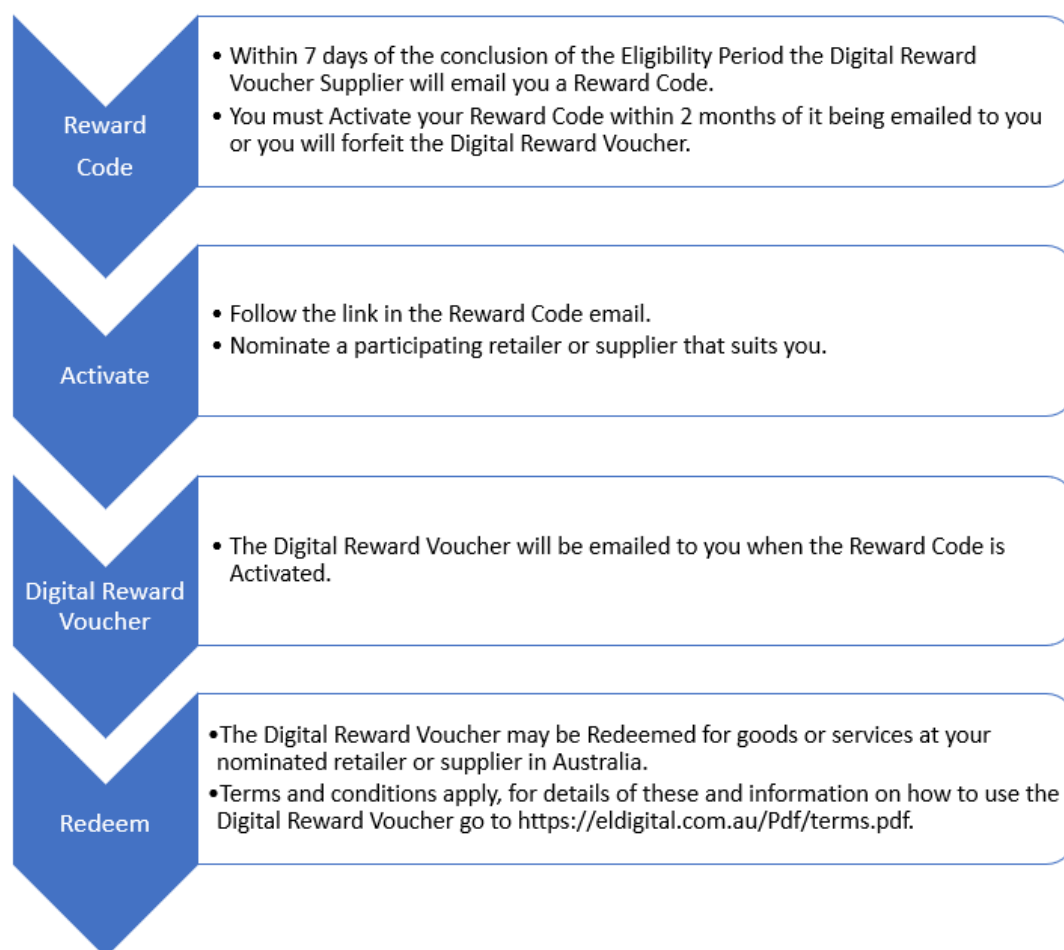 Reward
Code
• Within 7 days of the conclusion of the Eligibility Period the Digital Reward
Voucher Supplier will email you a Reward Code.
• You must Activate your Reward Code within 2 months of it being emailed to you
or you will forfeit the Digital Reward Voucher.
Activate
• Follow the link in the Reward Code email.
• Nominate a participating retailer or supplier that suits you.
Digital Reward
Voucher
• The Digital Reward Voucher will be emailed to you when the Reward Code is
Activated.
Redeem
•The Digital Reward Voucher may be Redeemed for goods or services at your
nominated retailer or supplier in Australia.
•Terms and conditions apply, for details of these and information on how to use the
Digital Reward Voucher go to https://eldigital.com.au/Pdf/terms.pdf.